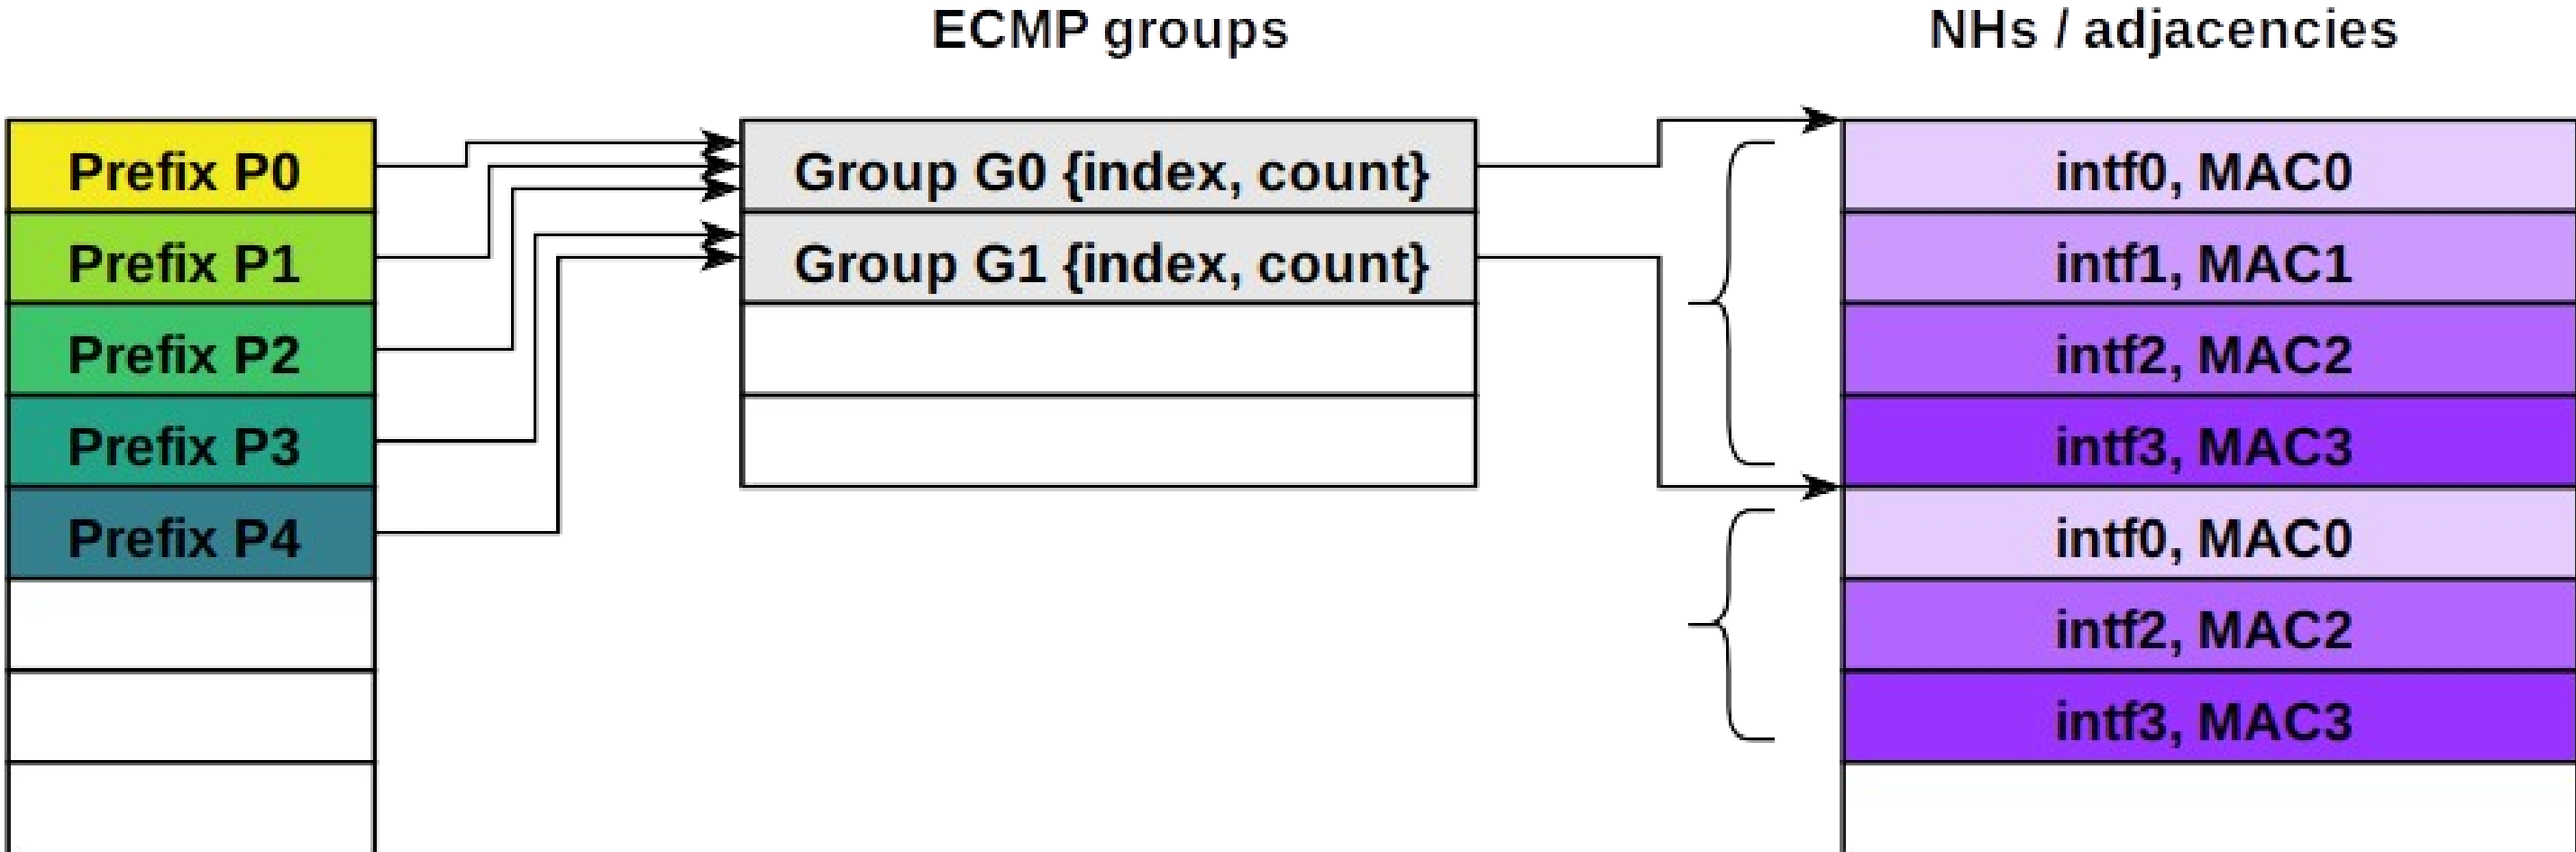 ECMP groups
NHs / adjacencies
Prefix P0
Prefix P1
Prefix P2
Prefix P3
Prefix P4
Group G0 {index, count}
Group G1 {index, count}
intf0, MAC0
intf1, MAC1
intf2, MAC2
intf3, MAC3
intf0, MAC0
intf2, MAC2
intf3, MAC3